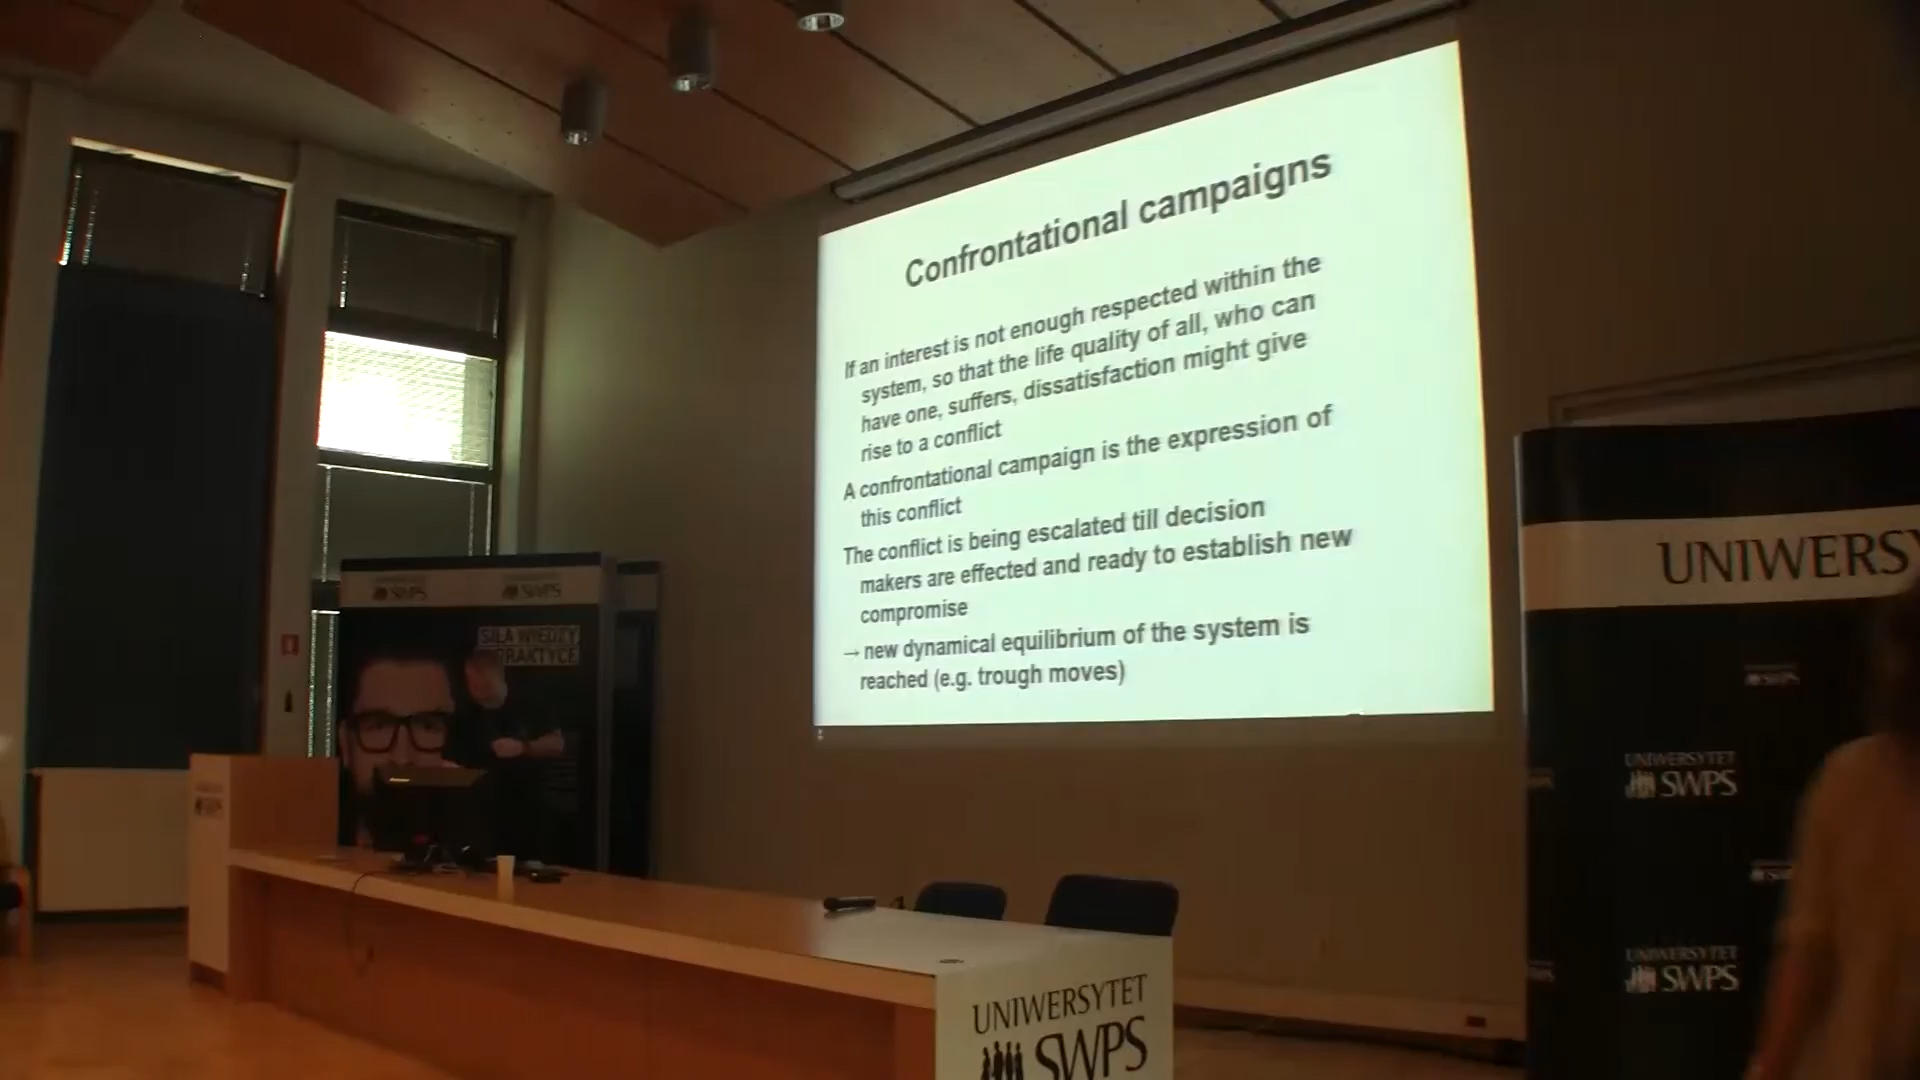 Confrontational campaigns
If an interest is not enough respected within the
system, so that the life quality of all, who can
have one, suffers, dissatisfaction might give
rise to a conflict
A confrontational campaign is the expression of
this conflict
The conflict is being escalated till decision
makers are effected and ready to establish new
compromise
→ new dynamical equilibrium of the system is
reached (e.g. trough moves)
SWPS
SWPS
SIŁA WIEDZY
PRAKTYCE
UNIWERSY
SWPS
UNIWERSYTET
SWPS
UNIWERSYTET
SWPS
UNIWERSYTET
SWPS